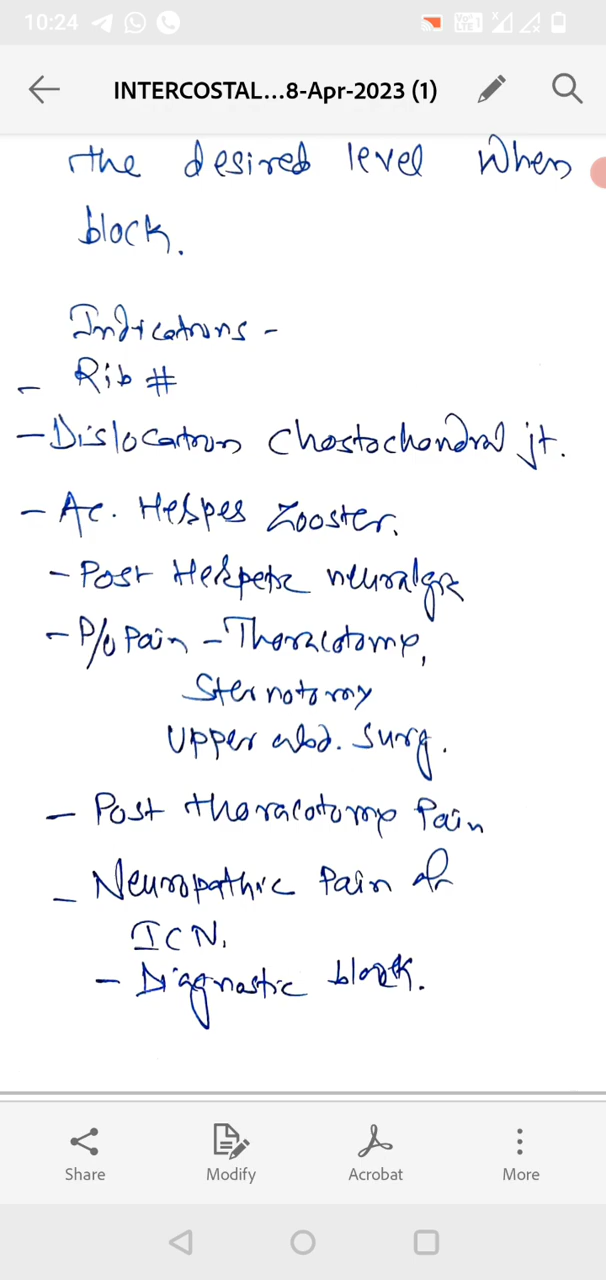 10:24
INTERCOSTAL...8-Apr-2023 (1)
the desired level when
block.
Indications -
- Rib #
- Dislocation Chostochondral jt.
- Ac. Herpes Zooster.
- Post Herpetic neuralgia
- P/o Pain - Thoracotomy,
Sternotomy
Upper abd. Surg.
- Post thoracotomy Pain
- Neuropathic Pain of
ICN.
- Diagnostic block.
Share Modify Acrobat More